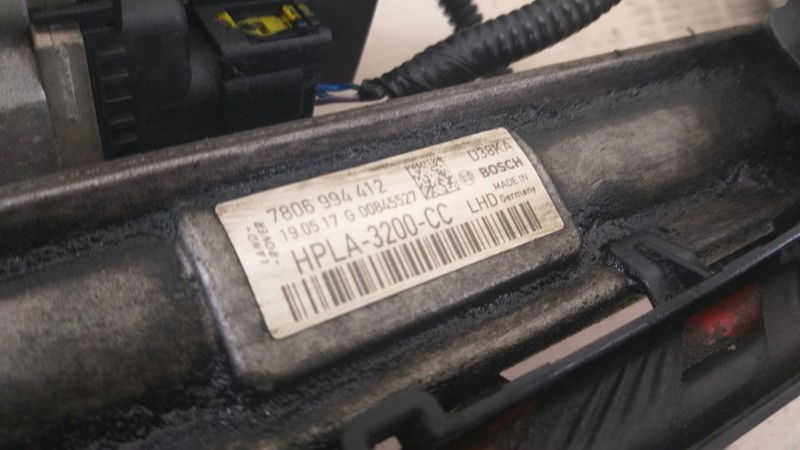 7806 994 412
19.05.17 G 00845527
HPLA-3200-CC
D38KA
BOSCH
MADE IN
LHD Germany
LAND-
ROVER